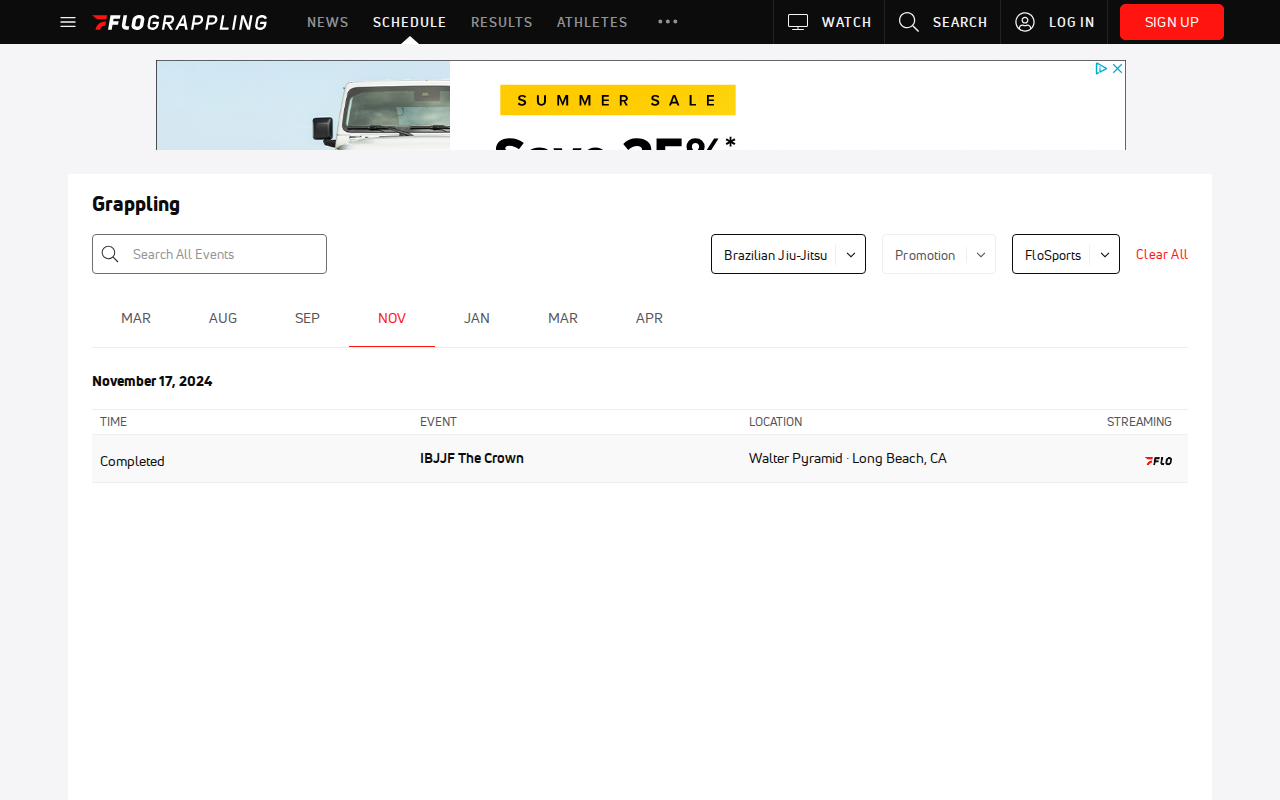 FLOGRAPPLING NEWS SCHEDULE RESULTS ATHLETES WATCH SEARCH LOG IN SIGN UP
SUMMER SALE
Save 25%*
Grappling
Search All Events Brazilian Jiu-Jitsu Promotion FloSports Clear All
MAR AUG SEP NOV JAN MAR APR
November 17, 2024
TIME EVENT LOCATION STREAMING
Completed IBJJF The Crown Walter Pyramid · Long Beach, CA FLO